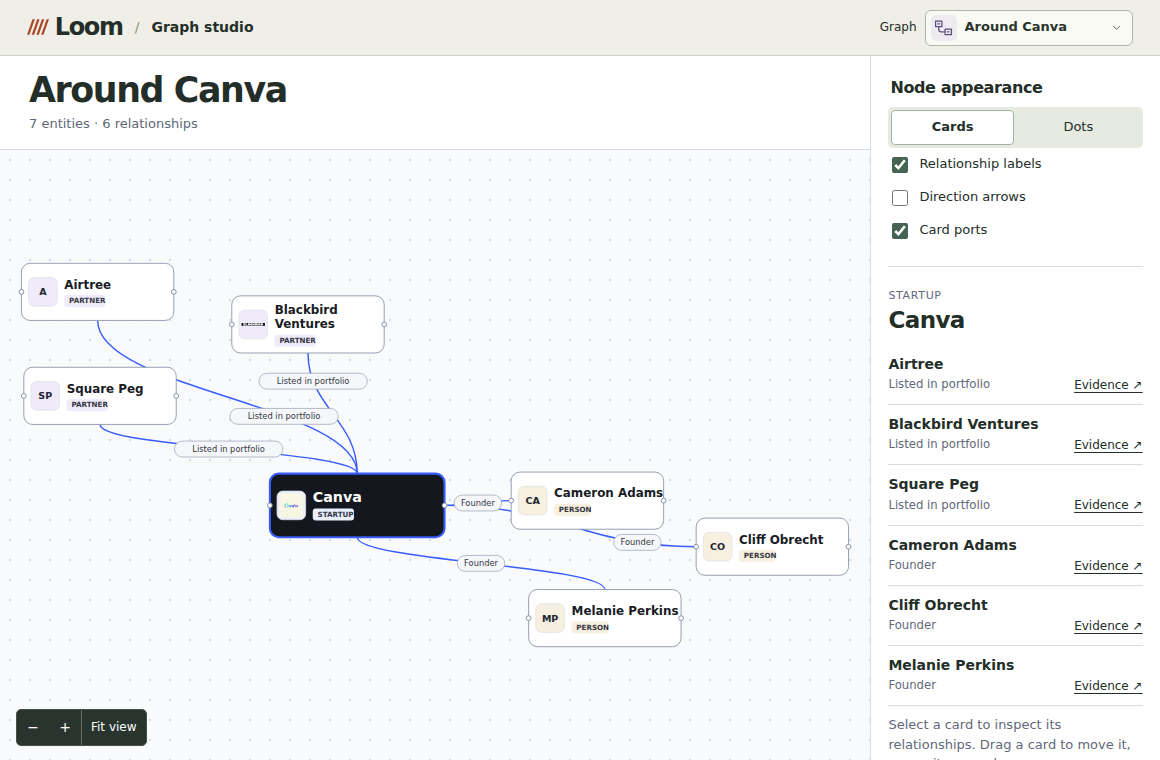 Loom / Graph studio
Graph
Around Canva
Around Canva
7 entities · 6 relationships
Node appearance
Cards
Dots
Relationship labels
Direction arrows
Card ports
A
Airtree
PARTNER
Blackbird
Ventures
PARTNER
SP
Square Peg
PARTNER
Listed in portfolio
Listed in portfolio
Listed in portfolio
Canva
Canva
STARTUP
Founder
CA
Cameron Adams
PERSON
Founder
CO
Cliff Obrecht
PERSON
Founder
MP
Melanie Perkins
PERSON
− + Fit view
STARTUP
Canva
Airtree
Listed in portfolio
Evidence ↗
Blackbird Ventures
Listed in portfolio
Evidence ↗
Square Peg
Listed in portfolio
Evidence ↗
Cameron Adams
Founder
Evidence ↗
Cliff Obrecht
Founder
Evidence ↗
Melanie Perkins
Founder
Evidence ↗
Select a card to inspect its
relationships. Drag a card to move it,